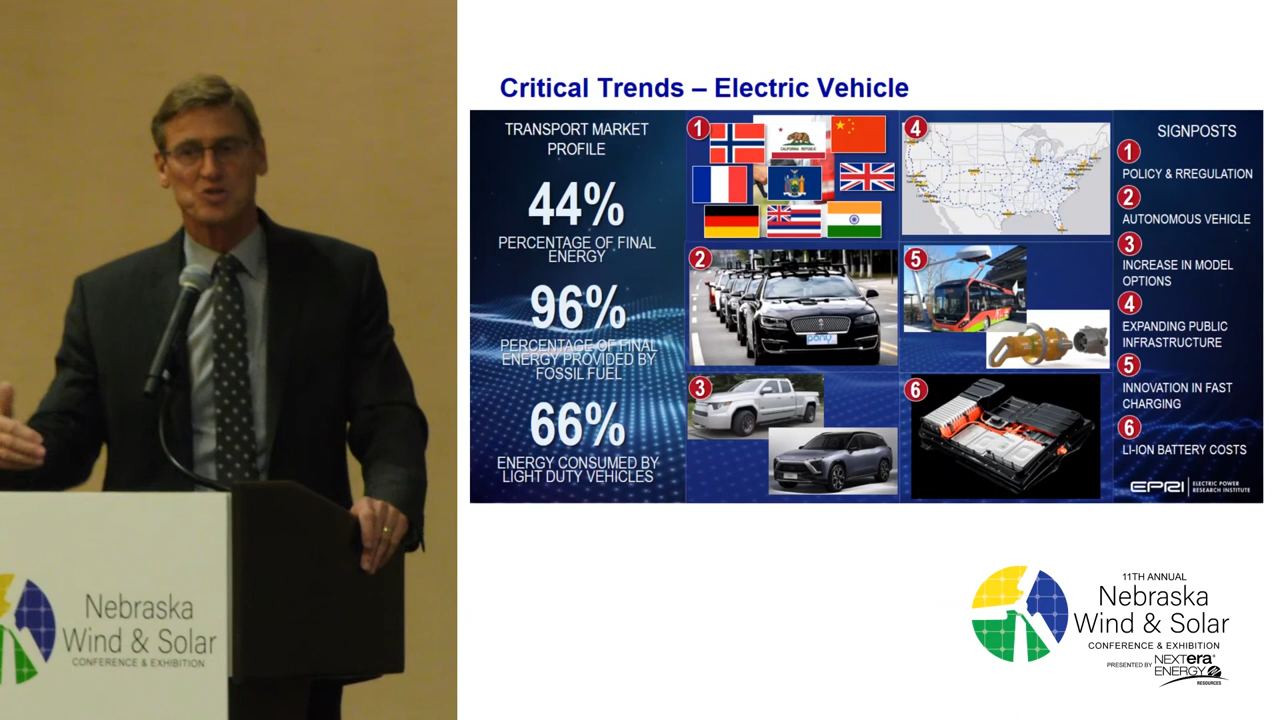 Critical Trends – Electric Vehicle
TRANSPORT MARKET
PROFILE
44%
PERCENTAGE OF FINAL
ENERGY
96%
PERCENTAGE OF FINAL
ENERGY PROVIDED BY
FOSSIL FUEL
66%
ENERGY CONSUMED BY
LIGHT DUTY VEHICLES
1
CALIFORNIA REPUBLIC
2
pony
3
4
5
6
SIGNPOSTS
1
POLICY & RREGULATION
2
AUTONOMOUS VEHICLE
3
INCREASE IN MODEL
OPTIONS
4
EXPANDING PUBLIC
INFRASTRUCTURE
5
INNOVATION IN FAST
CHARGING
6
LI-ION BATTERY COSTS
EPRI ELECTRIC POWER
RESEARCH INSTITUTE
Nebraska
Wind & Solar
CONFERENCE & EXHIBITION
11TH ANNUAL
Nebraska
Wind & Solar
CONFERENCE & EXHIBITION
PRESENTED BY NEXTera®
ENERGY
RESOURCES